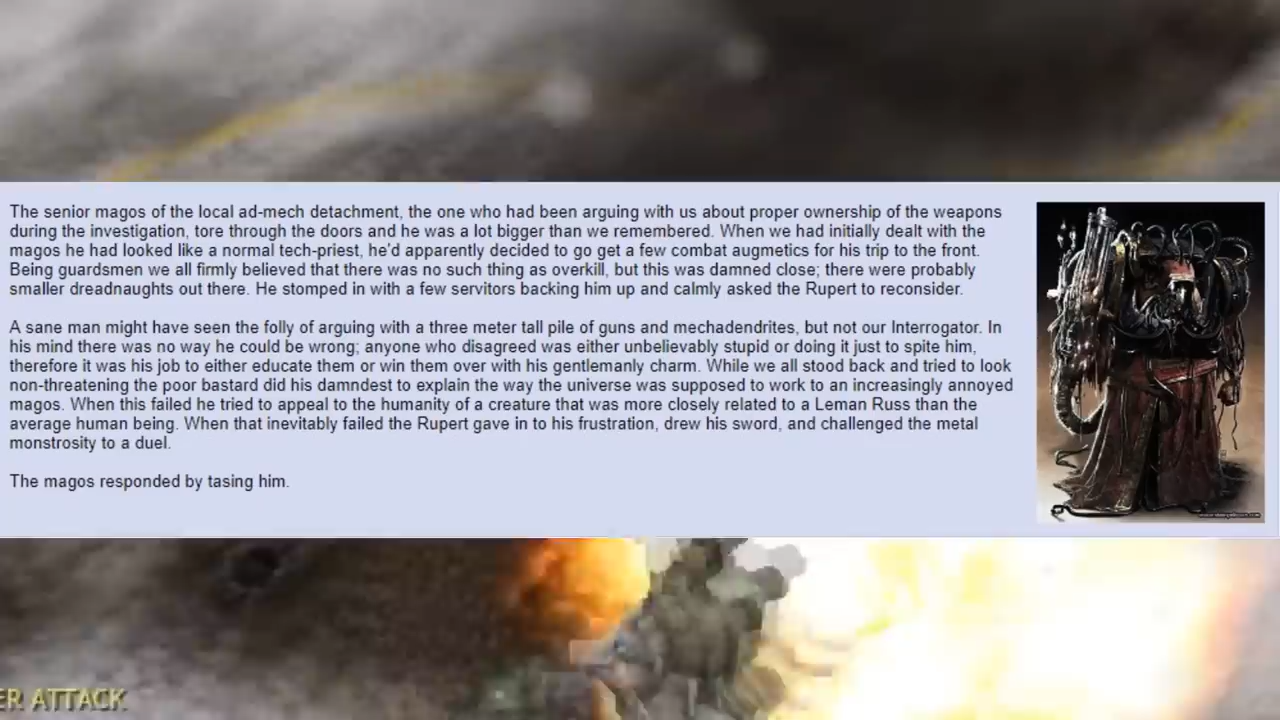 The senior magos of the local ad-mech detachment, the one who had been arguing with us about proper ownership of the weapons
during the investigation, tore through the doors and he was a lot bigger than we remembered. When we had initially dealt with the
magos he had looked like a normal tech-priest, he'd apparently decided to go get a few combat augmetics for his trip to the front.
Being guardsmen we all firmly believed that there was no such thing as overkill, but this was damned close; there were probably
smaller dreadnaughts out there. He stomped in with a few servitors backing him up and calmly asked the Rupert to reconsider.
A sane man might have seen the folly of arguing with a three meter tall pile of guns and mechadendrites, but not our Interrogator. In
his mind there was no way he could be wrong; anyone who disagreed was either unbelievably stupid or doing it just to spite him,
therefore it was his job to either educate them or win them over with his gentlemanly charm. While we all stood back and tried to look
non-threatening the poor bastard did his damndest to explain the way the universe was supposed to work to an increasingly annoyed
magos. When this failed he tried to appeal to the humanity of a creature that was more closely related to a Leman Russ than the
average human being. When that inevitably failed the Rupert gave in to his frustration, drew his sword, and challenged the metal
monstrosity to a duel.
The magos responded by tasing him.
ER ATTACK